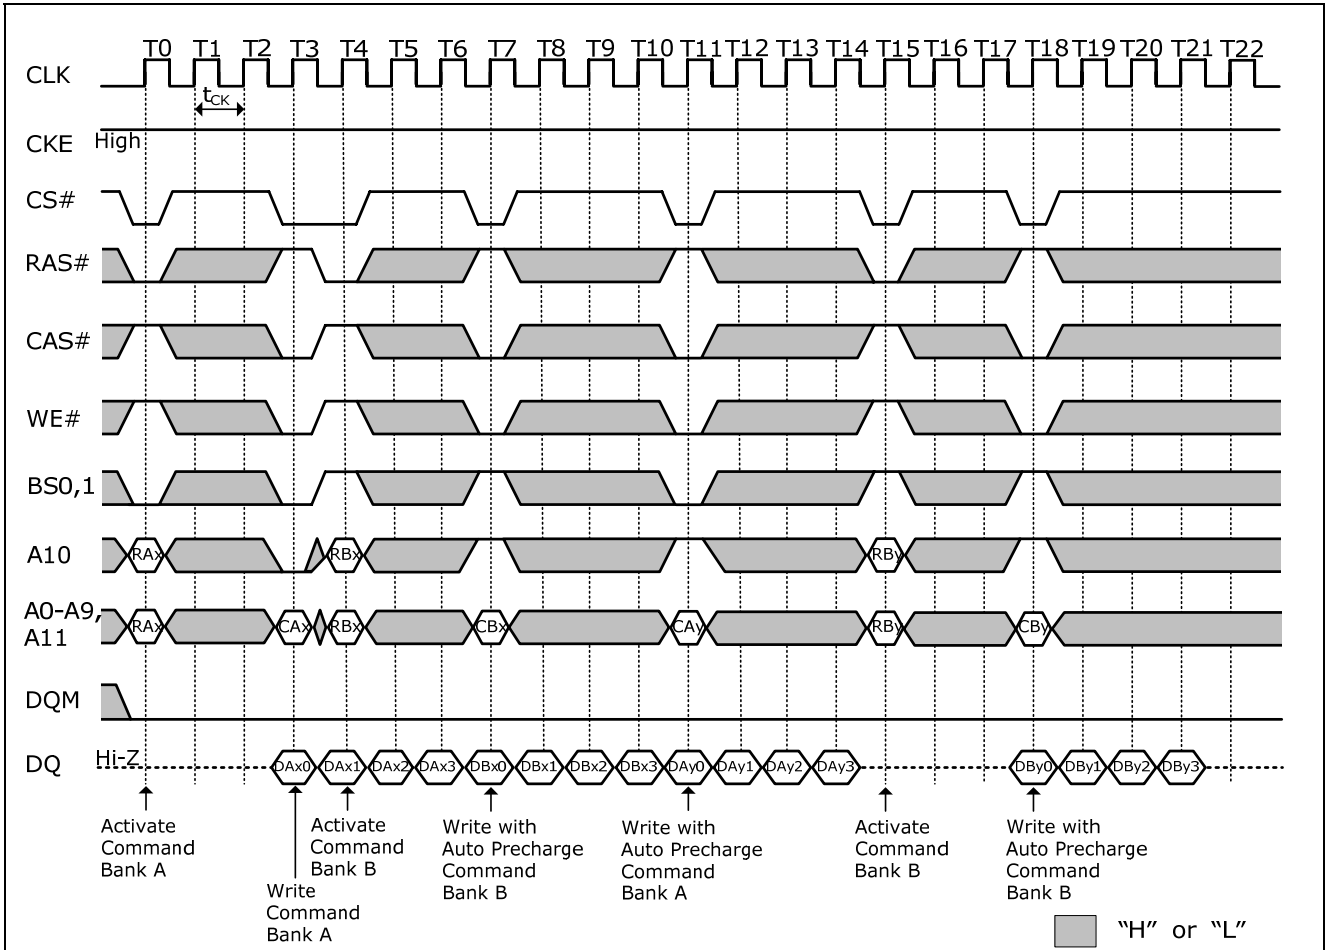 T0 T1 T2 T3 T4 T5 T6 T7 T8 T9 T10 T11 T12 T13 T14 T15 T16 T17 T18 T19 T20 T21 T22
CLK
tCK
CKE High
CS#
RAS#
CAS#
WE#
BS0,1
A10 RAx RBx RBy
A0-A9,
A11 RAx CAx RBx CBx CAy RBy CBy
DQM
DQ Hi-Z DAx0 DAx1 DAx2 DAx3 DBx0 DBx1 DBx2 DBx3 DAy0 DAy1 DAy2 DAy3 DBy0 DBy1 DBy2 DBy3
Activate
Command
Bank A
Write
Command
Bank A
Activate
Command
Bank B
Write with
Auto Precharge
Command
Bank B
Write with
Auto Precharge
Command
Bank A
Activate
Command
Bank B
Write with
Auto Precharge
Command
Bank B
“H” or “L”